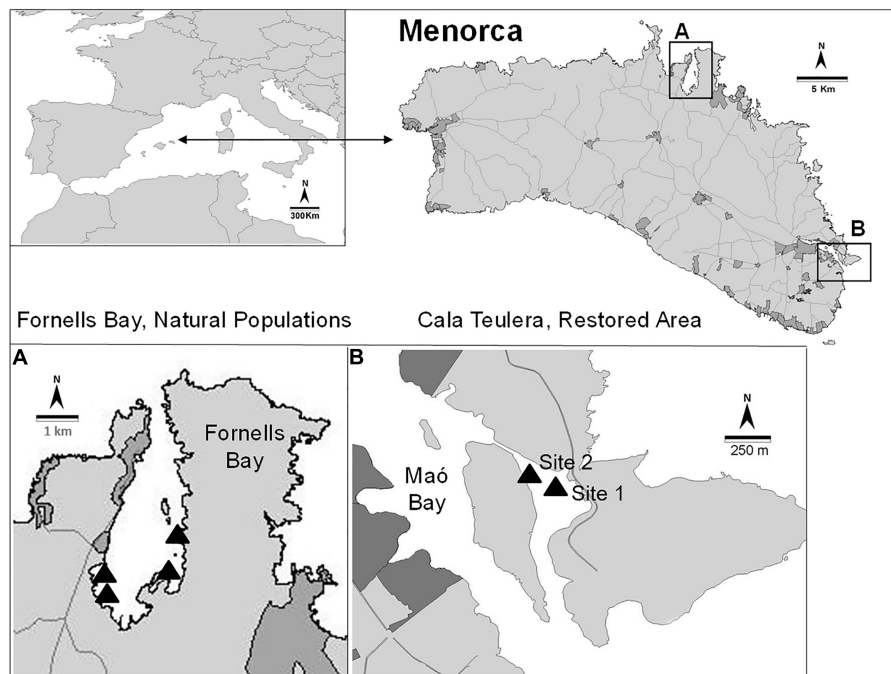 Menorca
A
N
5 Km
N
300Km
B
Fornells Bay, Natural Populations
Cala Teulera, Restored Area
A
N
1 km
Fornells
Bay
B
N
250 m
Maó
Bay
Site 2
Site 1